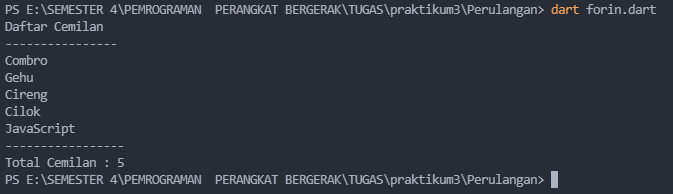 PS E:\SEMESTER 4\PEMROGRAMAN  PERANGKAT BERGERAK\TUGAS\praktikum3\Perulangan> dart forin.dart
Daftar Cemilan
----------------
Combro
Gehu
Cireng
Cilok
JavaScript
-----------------
Total Cemilan : 5
PS E:\SEMESTER 4\PEMROGRAMAN  PERANGKAT BERGERAK\TUGAS\praktikum3\Perulangan>